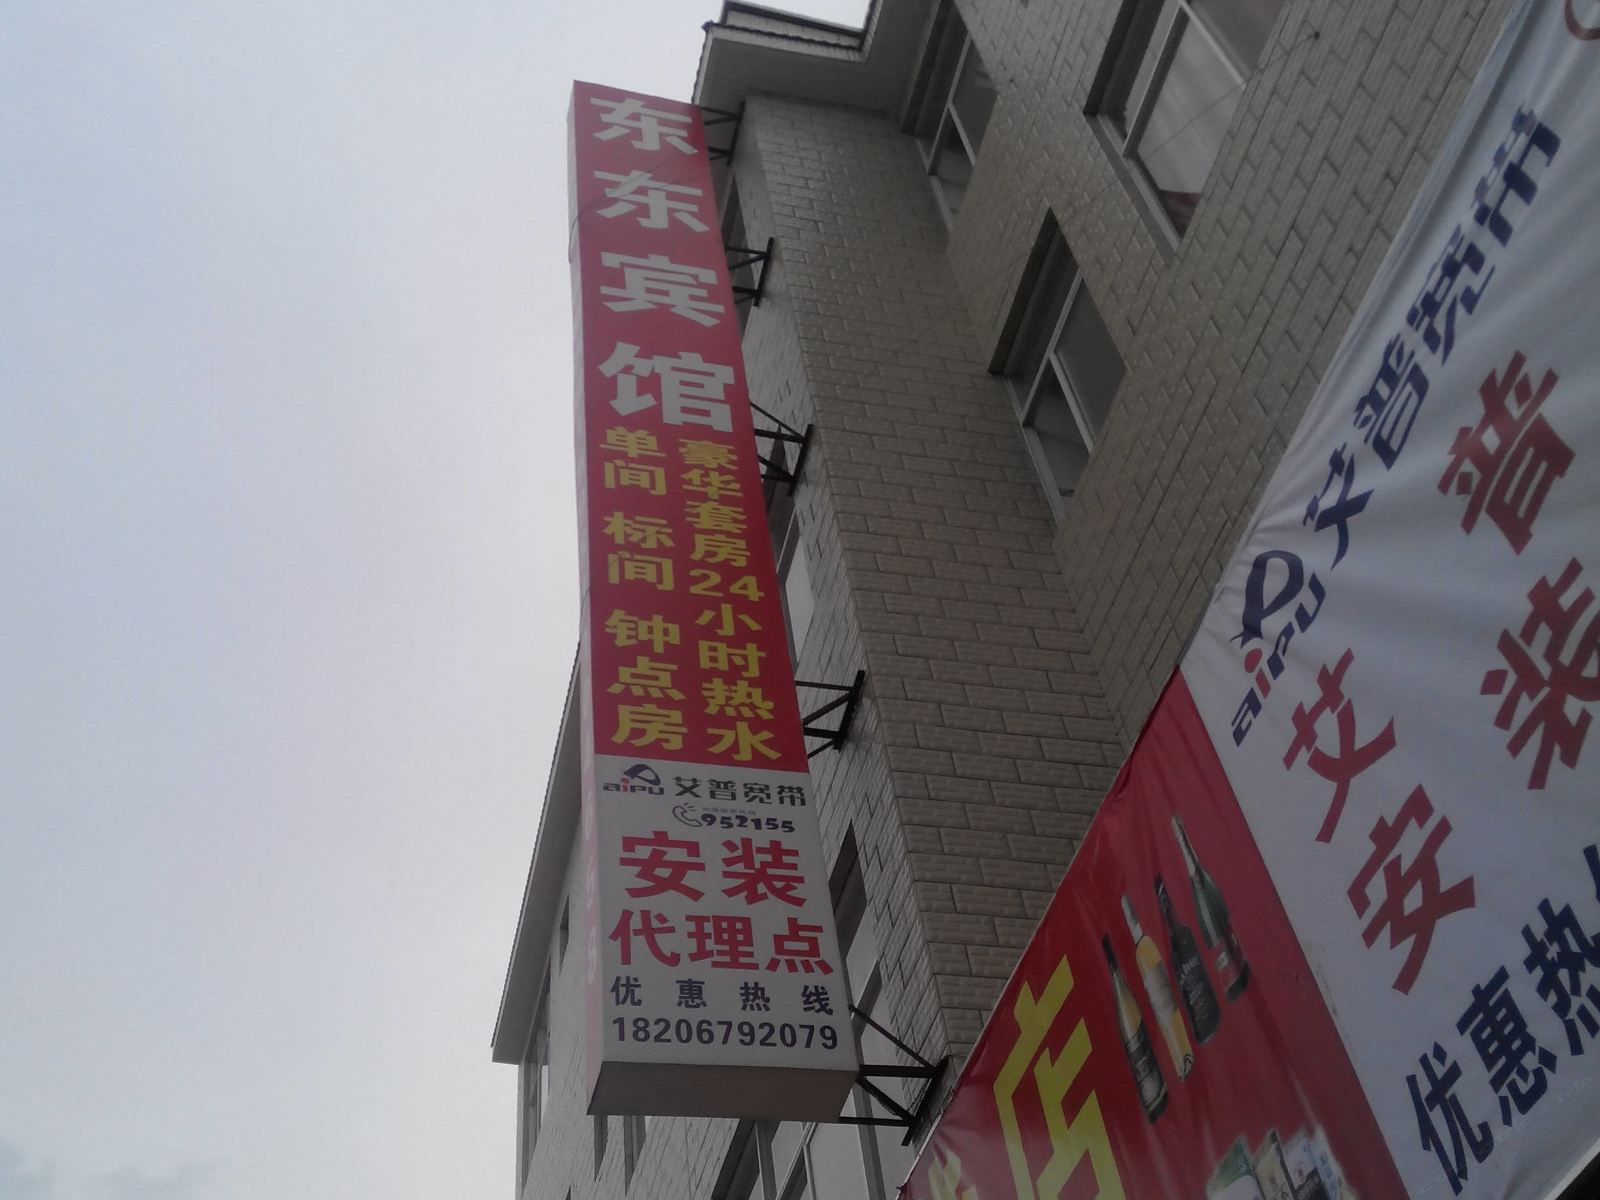 东东宾馆
单间 标间 钟点房
豪华套房24小时热水
aipu 艾普宽带
952155
安装
代理点
优惠热线
18206792079
aipu 艾普宽带
艾普
安装
优惠热
店